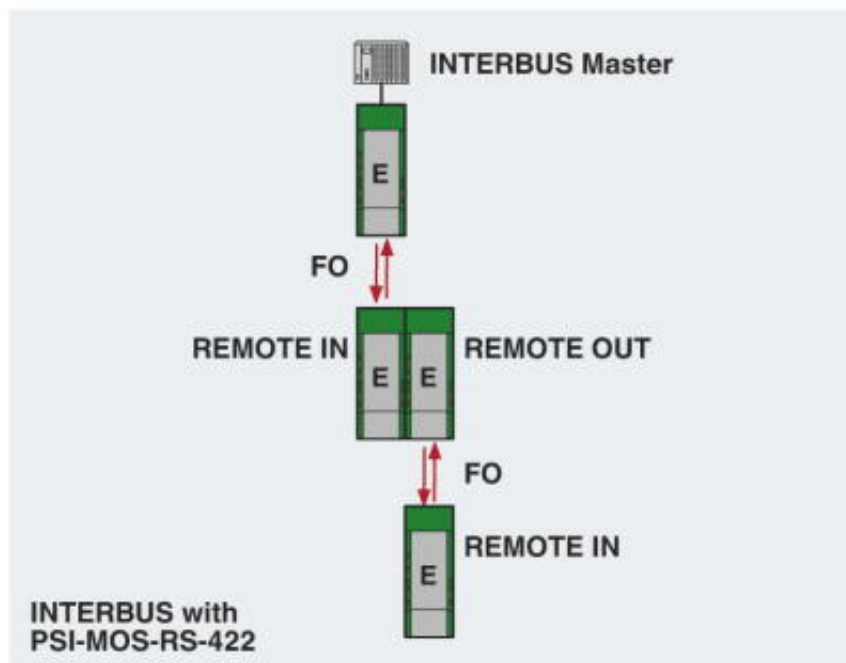 INTERBUS Master
E
FO
REMOTE IN
E
E
REMOTE OUT
FO
REMOTE IN
E
INTERBUS with
PSI-MOS-RS-422